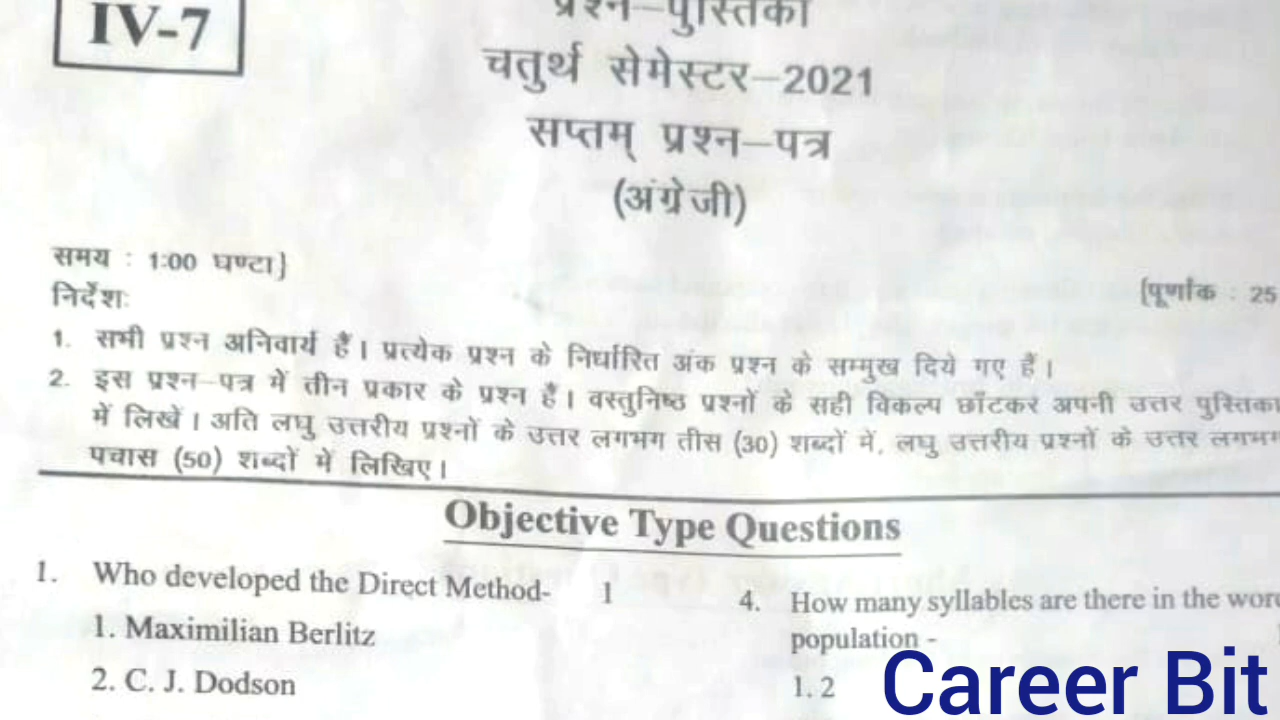 IV-7
प्रश्न–पुस्तिका
चतुर्थ सेमेस्टर–2021
सप्तम् प्रश्न–पत्र
(अंग्रेजी)
समय : 1:00 घण्टा}
{पूर्णांक : 25
निर्देशः
1. सभी प्रश्न अनिवार्य हैं। प्रत्येक प्रश्न के निर्धारित अंक प्रश्न के सम्मुख दिये गए हैं।
2. इस प्रश्न–पत्र में तीन प्रकार के प्रश्न हैं। वस्तुनिष्ठ प्रश्नों के सही विकल्प छाँटकर अपनी उत्तर पुस्तिका
में लिखें। अति लघु उत्तरीय प्रश्नों के उत्तर लगभग तीस (30) शब्दों में, लघु उत्तरीय प्रश्नों के उत्तर लगभग
पचास (50) शब्दों में लिखिए।
Objective Type Questions
1. Who developed the Direct Method- 1
1. Maximilian Berlitz
2. C. J. Dodson
4. How many syllables are there in the word
population -
1. 2
Career Bit